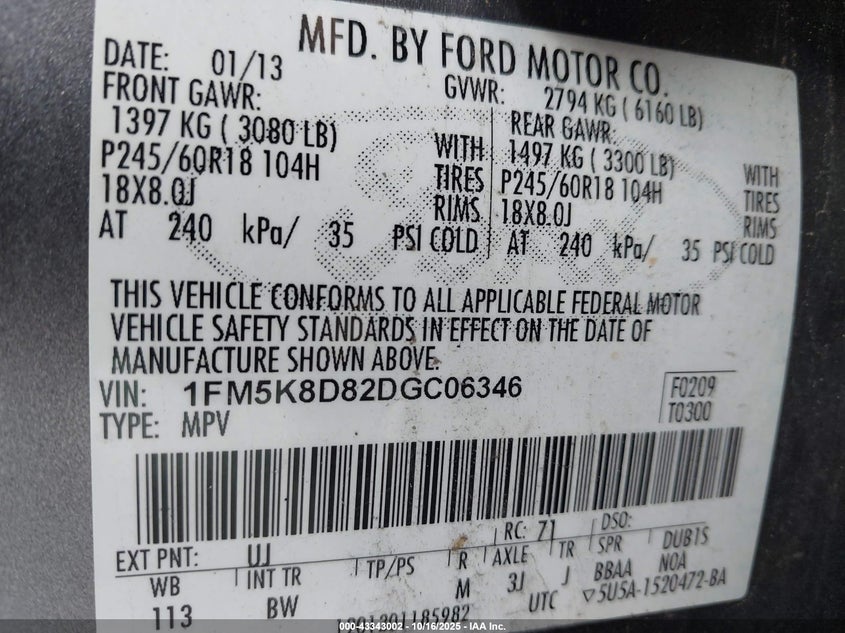 MFD. BY FORD MOTOR CO.
DATE: 01/13
GVWR: 2794 KG ( 6160 LB)
FRONT GAWR:
1397 KG ( 3080 LB)
P245/60R18 104H
18X8.0J
AT 240 kPa/ 35 PSI COLD
WITH
TIRES
RIMS
REAR GAWR:
1497 KG ( 3300 LB)
P245/60R18 104H
18X8.0J
AT 240 kPa/ 35 PSI COLD
WITH
TIRES
RIMS
THIS VEHICLE CONFORMS TO ALL APPLICABLE FEDERAL MOTOR
VEHICLE SAFETY STANDARDS IN EFFECT ON THE DATE OF
MANUFACTURE SHOWN ABOVE.
VIN: 1FM5K8D82DGC06346
TYPE: MPV
F0209
T0300
EXT PNT: UJ RC: 71 DSO:
WB INT TR TP/PS R AXLE TR SPR DUB1S
113 BW M 3J J BBAA NOA
UTC ▽5U5A-1520472-BA
000-43343002 - 10/16/2025 - IAA Inc.